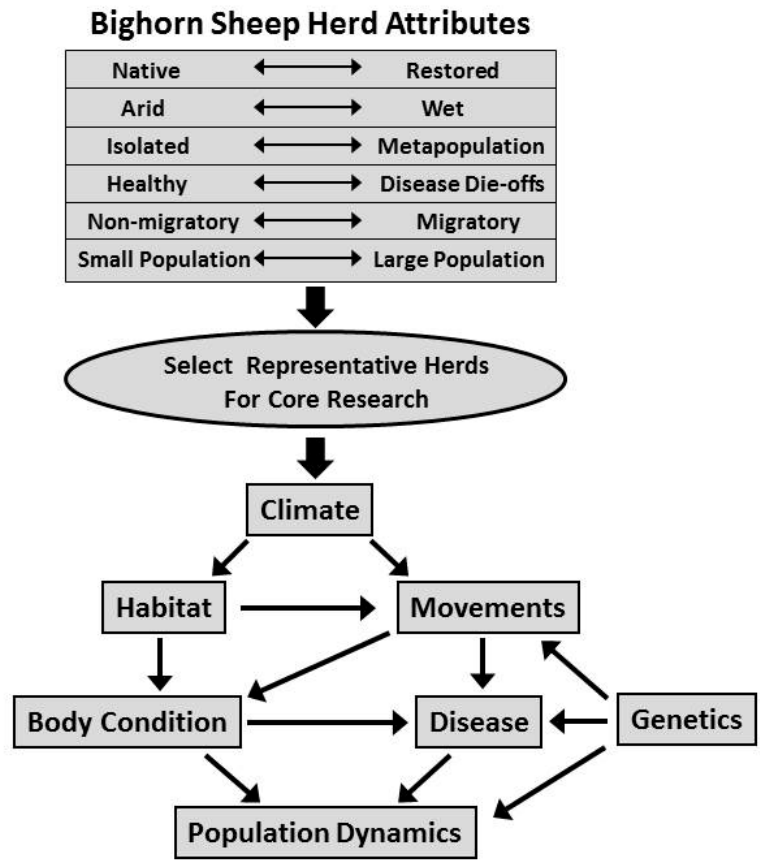 Bighorn Sheep Herd Attributes
Native Restored
Arid Wet
Isolated Metapopulation
Healthy Disease Die-offs
Non-migratory Migratory
Small Population Large Population
Select Representative Herds
For Core Research
Climate
Habitat Movements
Body Condition Disease Genetics
Population Dynamics